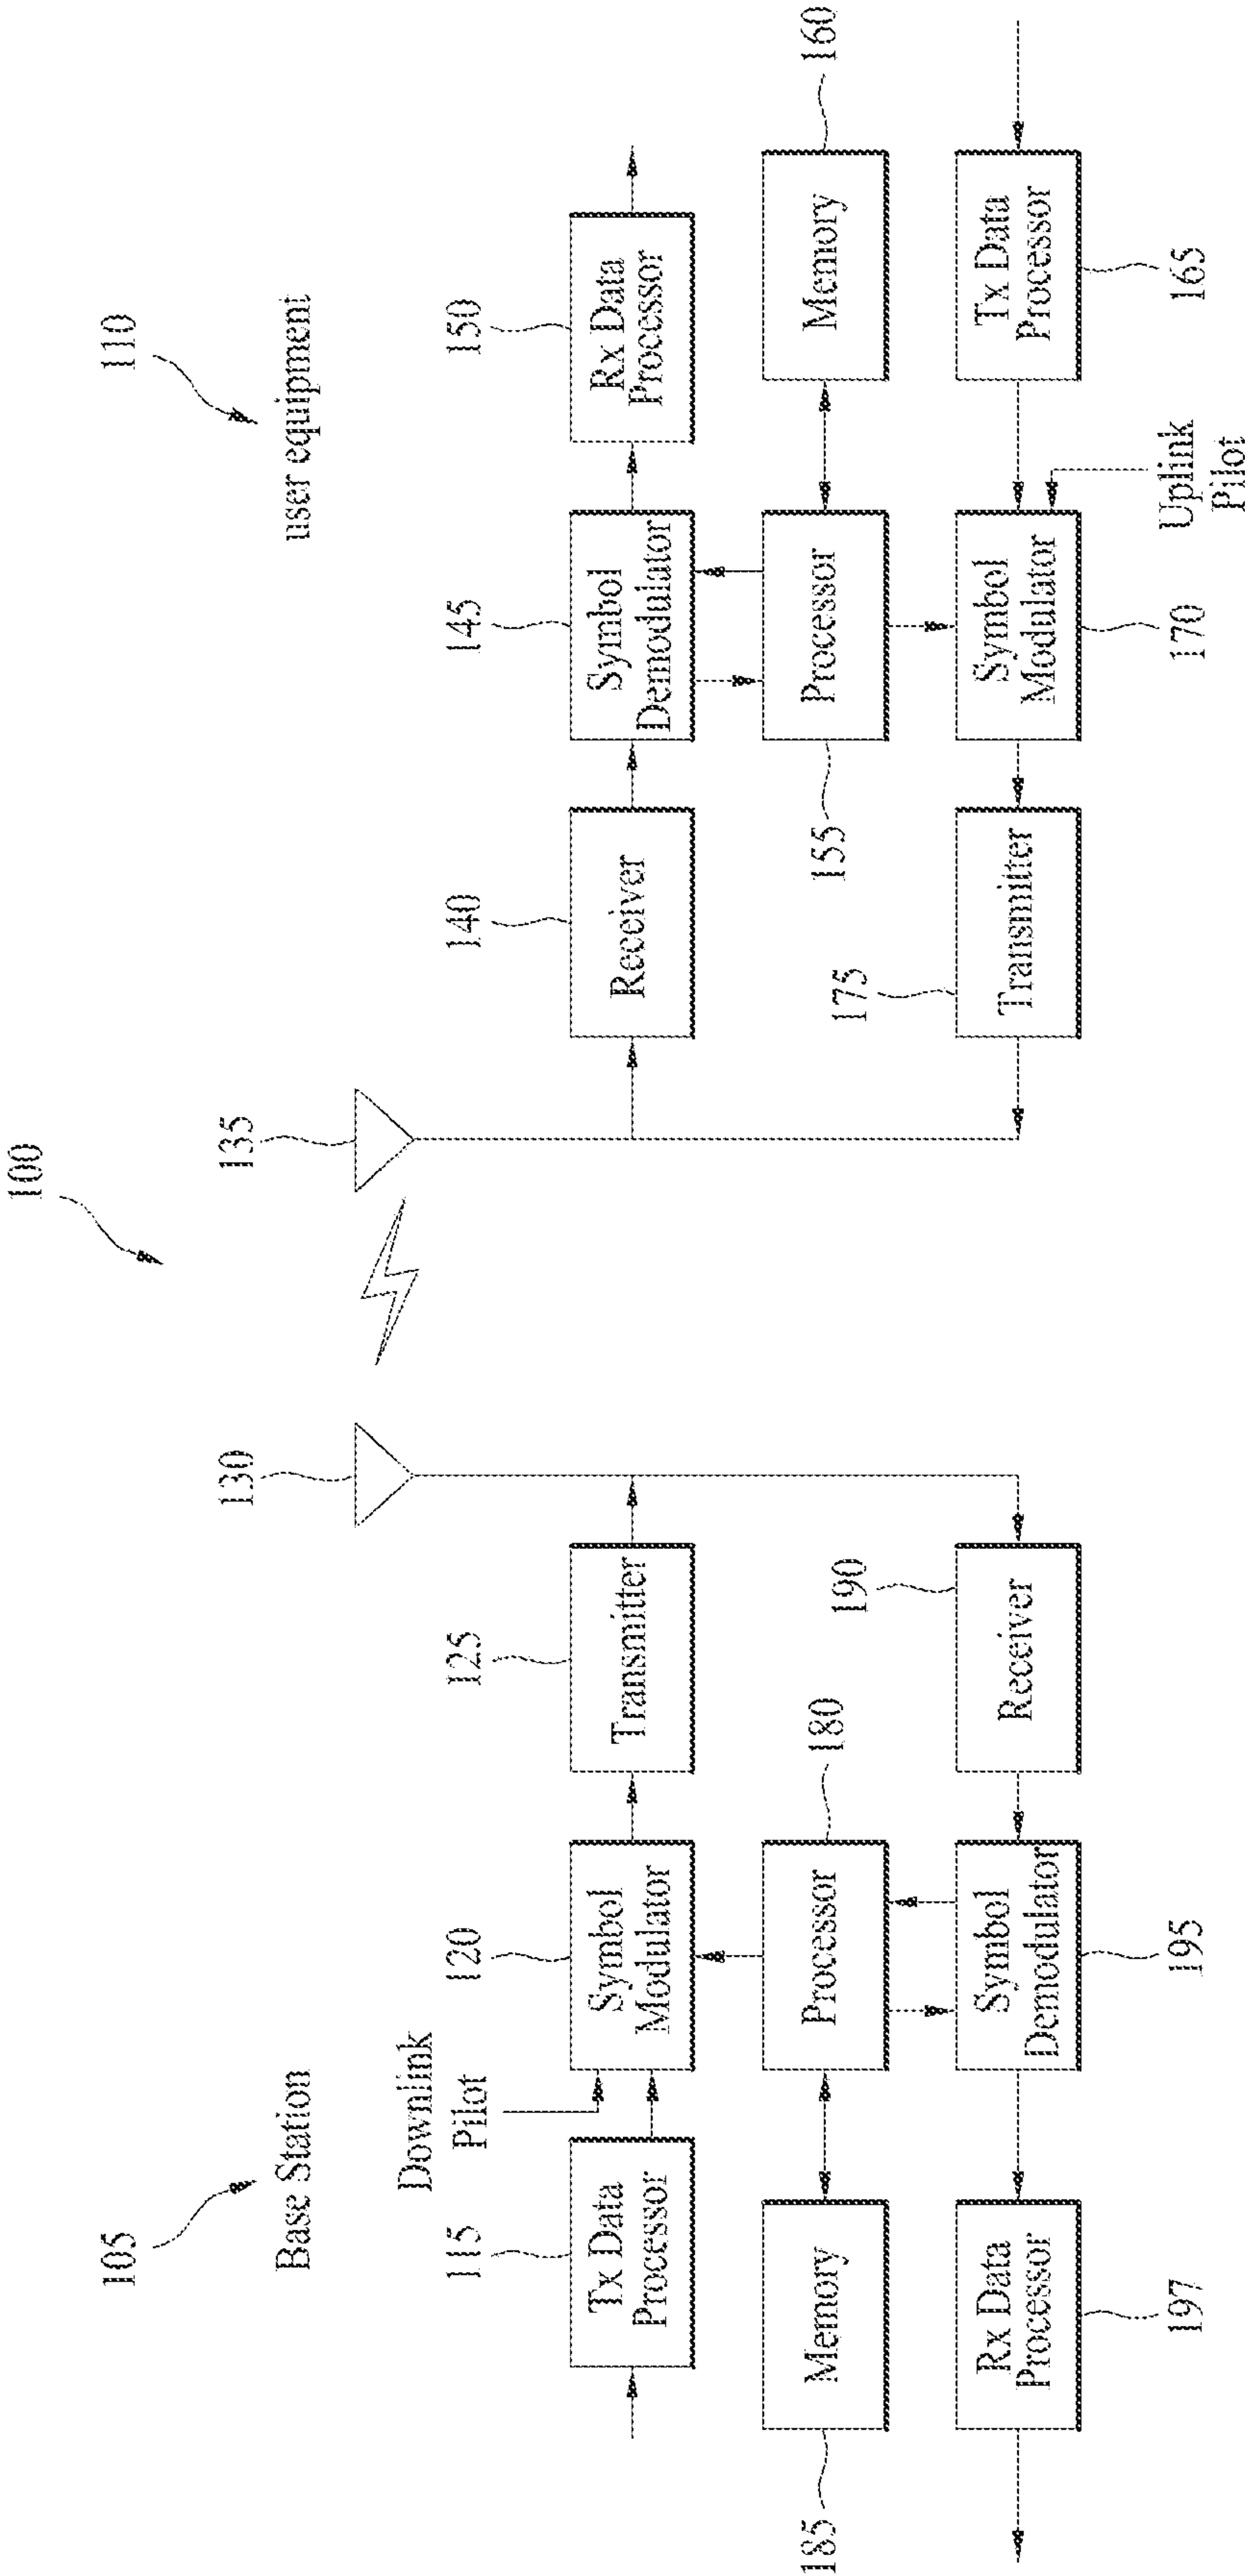 100
105
Base Station
110
user equipment
130
135
Downlink
Pilot
115
Tx Data
Processor
120
Symbol
Modulator
125
Transmitter
140
Receiver
145
Symbol
Demodulator
150
Rx Data
Processor
185
Memory
180
Processor
155
Processor
160
Memory
197
Rx Data
Processor
195
Symbol
Demodulator
190
Receiver
175
Transmitter
170
Symbol
Modulator
165
Tx Data
Processor
Uplink
Pilot